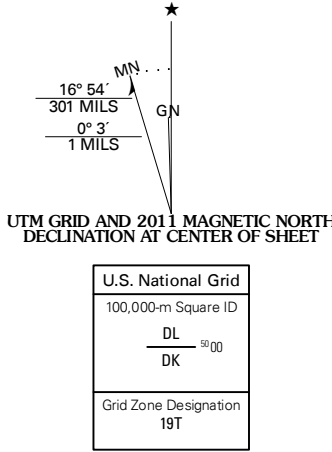 ★
MN
GN
16° 54´
301 MILS
0° 3´
1 MILS
UTM GRID AND 2011 MAGNETIC NORTH
DECLINATION AT CENTER OF SHEET
U.S. National Grid
100,000-m Square ID
DL
5000
DK
Grid Zone Designation
19T